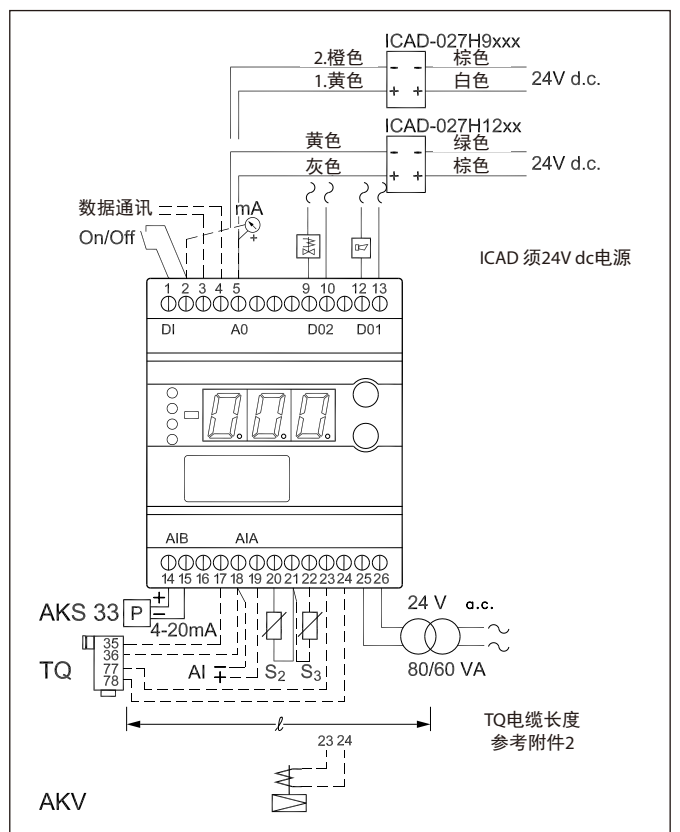 ICAD-027H9xxx
2.橙色 - - 棕色
1.黄色 + + 白色 24V d.c.
ICAD-027H12xx
黄色 - - 绿色
灰色 + + 棕色 24V d.c.
数据通讯 mA
On/Off +
ICAD 须24V dc电源
1 2 3 4 5 9 10 12 13
DI A0 D02 D01
AIB AIA
14 15 16 17 18 19 20 21 22 23 24 25 26
+
AKS 33 P
-
4-20mA
24 V a.c.
80/60 VA
35
36
77
78
TQ
AI - +
S2 S3
ℓ
TQ电缆长度
参考附件2
23 24
AKV